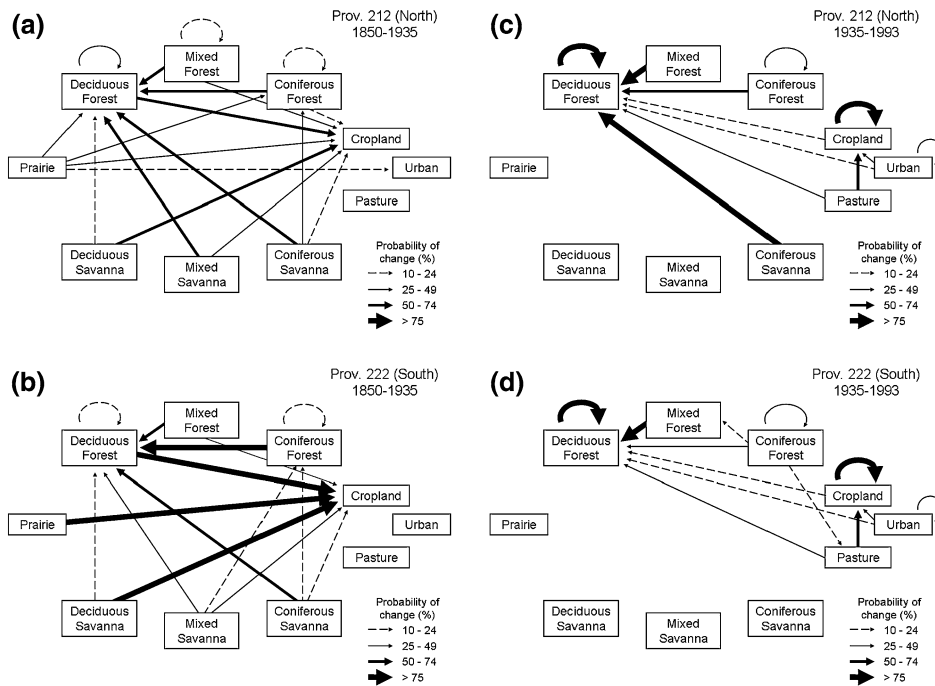 (a)
Prov. 212 (North)
1850-1935
Mixed
Forest
Deciduous
Forest
Coniferous
Forest
Cropland
Prairie
Urban
Pasture
Deciduous
Savanna
Mixed
Savanna
Coniferous
Savanna
Probability of
change (%)
10 - 24
25 - 49
50 - 74
> 75
(c)
Prov. 212 (North)
1935-1993
Mixed
Forest
Deciduous
Forest
Coniferous
Forest
Cropland
Prairie
Urban
Pasture
Deciduous
Savanna
Mixed
Savanna
Coniferous
Savanna
Probability of
change (%)
10 - 24
25 - 49
50 - 74
> 75
(b)
Prov. 222 (South)
1850-1935
Mixed
Forest
Deciduous
Forest
Coniferous
Forest
Cropland
Prairie
Urban
Pasture
Deciduous
Savanna
Mixed
Savanna
Coniferous
Savanna
Probability of
change (%)
10 - 24
25 - 49
50 - 74
> 75
(d)
Prov. 222 (South)
1935-1993
Mixed
Forest
Deciduous
Forest
Coniferous
Forest
Cropland
Prairie
Urban
Pasture
Deciduous
Savanna
Mixed
Savanna
Coniferous
Savanna
Probability of
change (%)
10 - 24
25 - 49
50 - 74
> 75